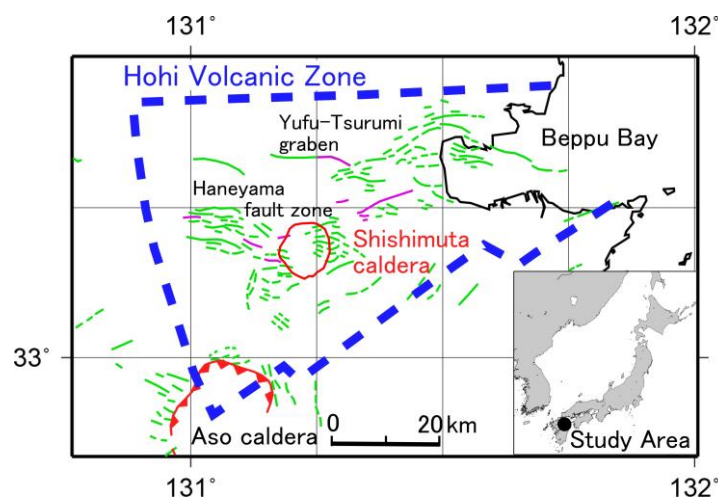 131° 132°
Hohi Volcanic Zone
Yufu-Tsurumi
graben
Beppu Bay
Haneyama
fault zone
Shishimuta
caldera
33°
0 20 km
Aso caldera
Study Area
131° 132°